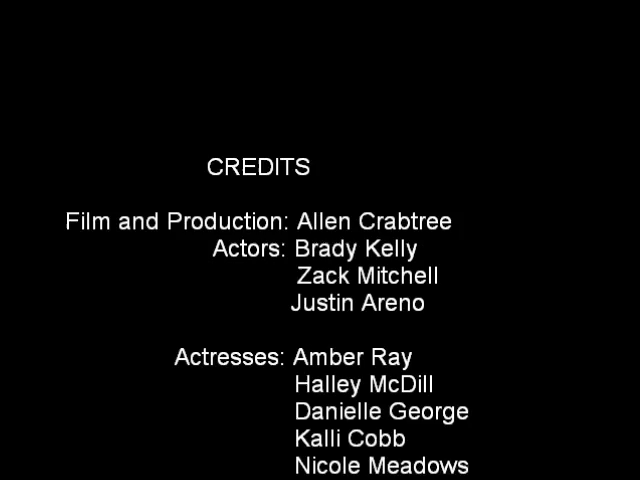 CREDITS
Film and Production: Allen Crabtree
Actors: Brady Kelly
Zack Mitchell
Justin Areno
Actresses: Amber Ray
Halley McDill
Danielle George
Kalli Cobb
Nicole Meadows